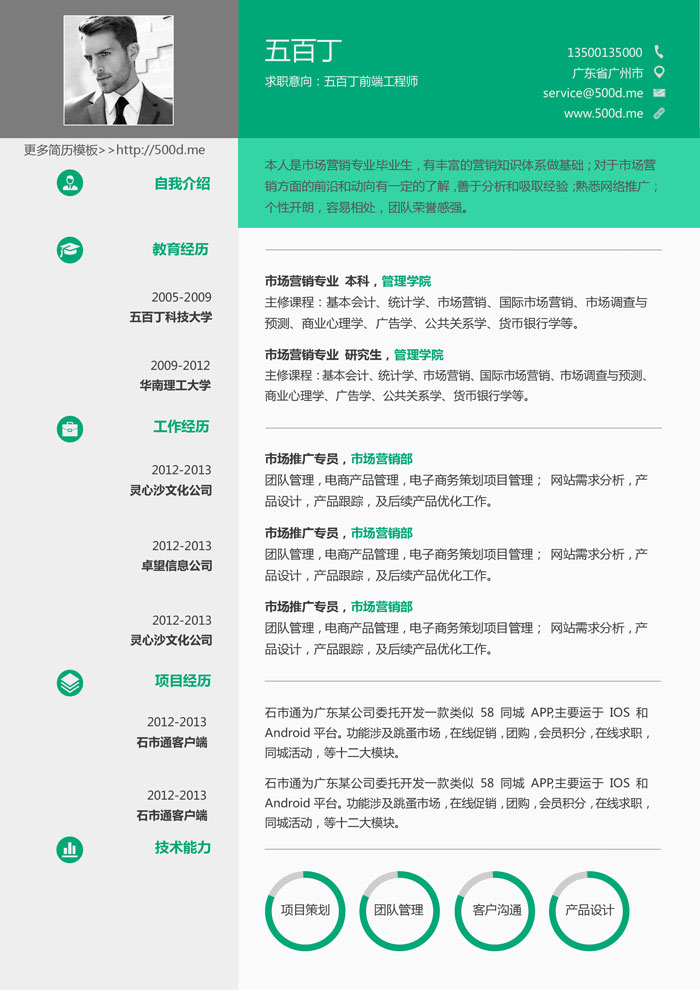 五百丁
求职意向：五百丁前端工程师
13500135000
广东省广州市
service@500d.me
www.500d.me
更多简历模板>>http://500d.me
自我介绍
本人是市场营销专业毕业生，有丰富的营销知识体系做基础；对于市场营
销方面的前沿和动向有一定的了解，善于分析和吸取经验；熟悉网络推广；
个性开朗，容易相处，团队荣誉感强。
教育经历
2005-2009
五百丁科技大学
市场营销专业 本科，管理学院
主修课程：基本会计、统计学、市场营销、国际市场营销、市场调查与
预测、商业心理学、广告学、公共关系学、货币银行学等。
2009-2012
华南理工大学
市场营销专业 研究生，管理学院
主修课程：基本会计、统计学、市场营销、国际市场营销、市场调查与预测、
商业心理学、广告学、公共关系学、货币银行学等。
工作经历
2012-2013
灵心沙文化公司
市场推广专员，市场营销部
团队管理，电商产品管理，电子商务策划项目管理； 网站需求分析，产
品设计，产品跟踪，及后续产品优化工作。
2012-2013
卓望信息公司
市场推广专员，市场营销部
团队管理，电商产品管理，电子商务策划项目管理； 网站需求分析，产
品设计，产品跟踪，及后续产品优化工作。
2012-2013
灵心沙文化公司
市场推广专员，市场营销部
团队管理，电商产品管理，电子商务策划项目管理； 网站需求分析，产
品设计，产品跟踪，及后续产品优化工作。
项目经历
2012-2013
石市通客户端
石市通为广东某公司委托开发一款类似 58 同城 APP,主要运于 IOS 和
Android 平台。功能涉及跳蚤市场，在线促销，团购，会员积分，在线求职，
同城活动，等十二大模块。
2012-2013
石市通客户端
石市通为广东某公司委托开发一款类似 58 同城 APP,主要运于 IOS 和
Android 平台。功能涉及跳蚤市场，在线促销，团购，会员积分，在线求职，
同城活动，等十二大模块。
技术能力
项目策划
团队管理
客户沟通
产品设计